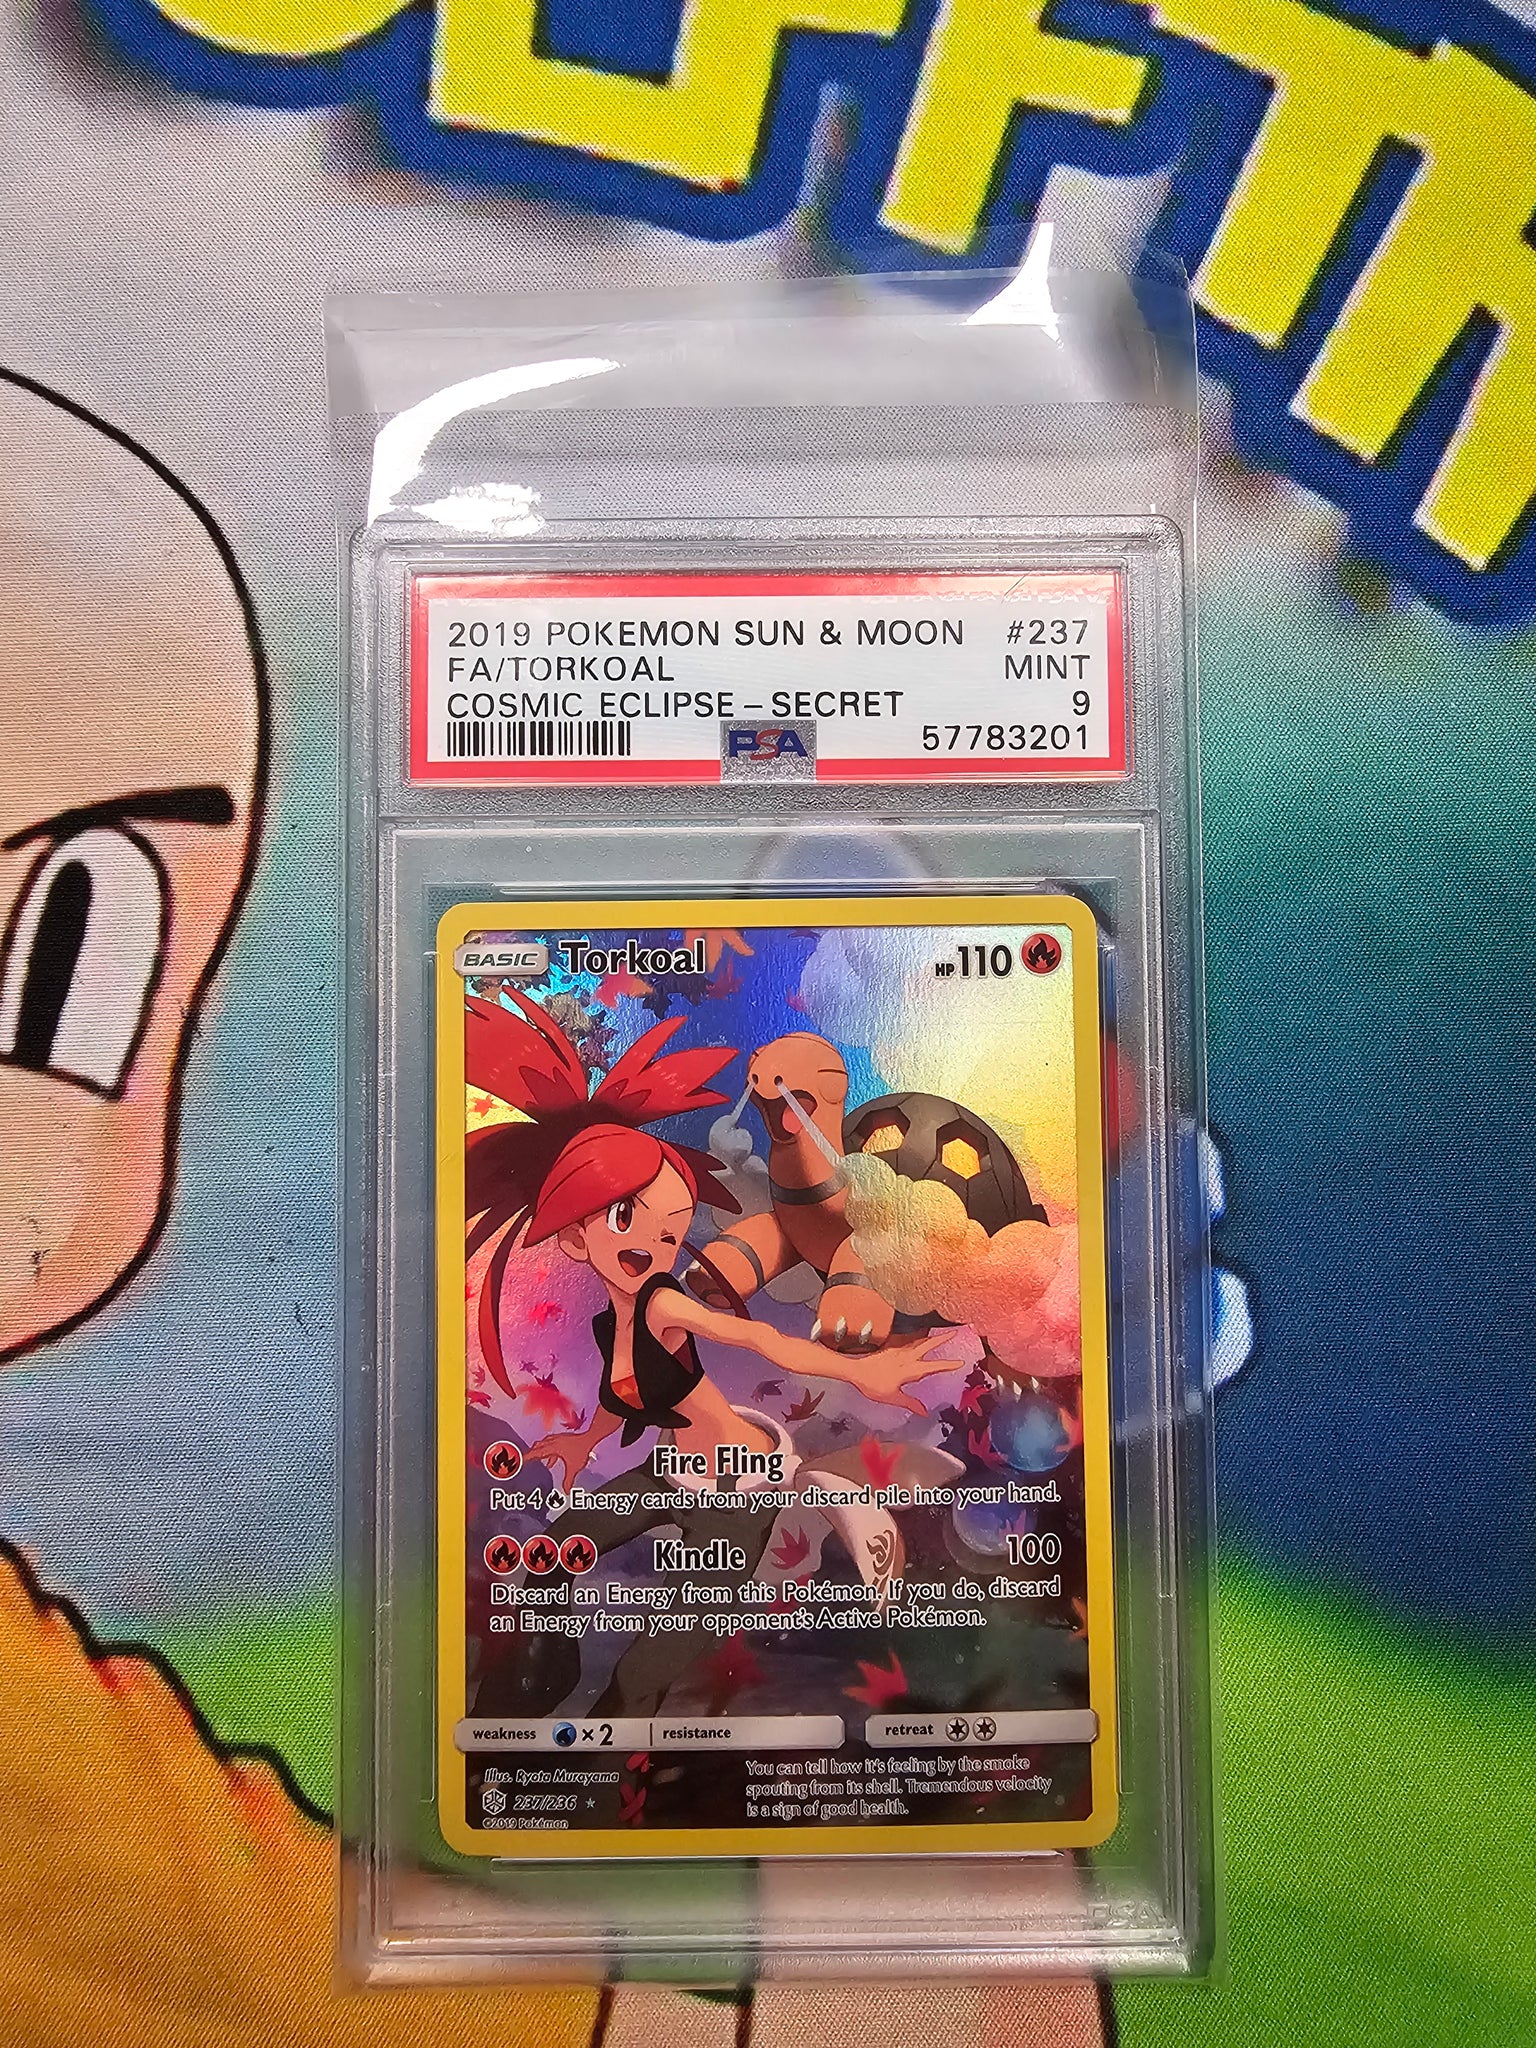 2019 POKEMON SUN & MOON #237
FA/TORKOAL MINT
COSMIC ECLIPSE – SECRET 9
PSA 57783201
BASIC Torkoal HP 110
Fire Fling
Put 4 Energy cards from your discard pile into your hand.
Kindle 100
Discard an Energy from this Pokémon. If you do, discard
an Energy from your opponent's Active Pokémon.
weakness ×2 resistance retreat
Illus. Ryota Murayama
237/236 ★
©2019 Pokémon
You can tell how it's feeling by the smoke
spouting from its shell. Tremendous velocity
is a sign of good health.
PSA